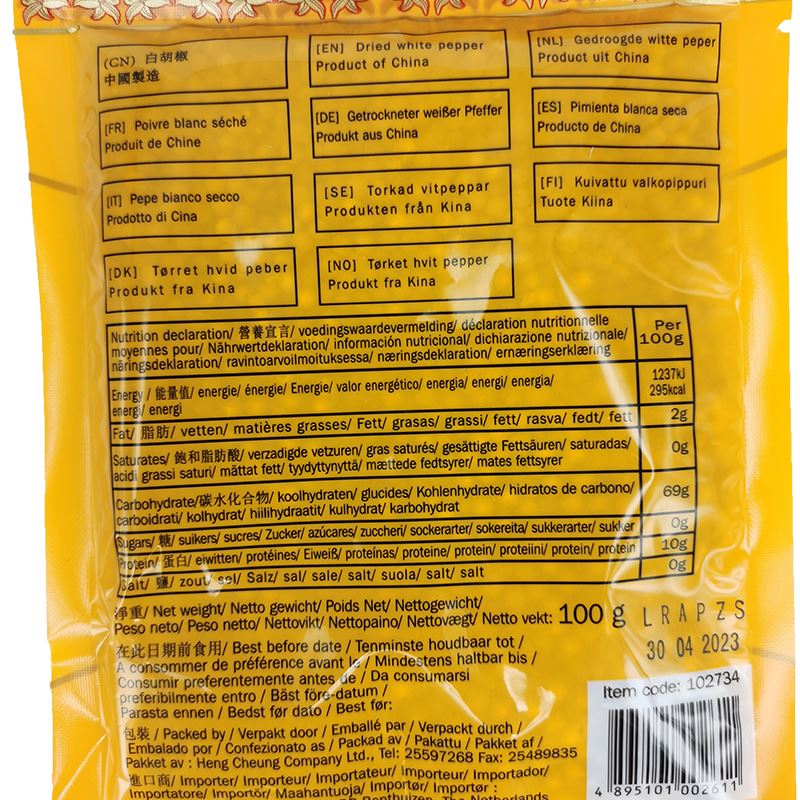 (CN) 白胡椒
中國製造
[EN] Dried white pepper
Product of China
[NL] Gedroogde witte peper
Product uit China
[FR] Poivre blanc séché
Produit de Chine
[DE] Getrockneter weißer Pfeffer
Produkt aus China
[ES] Pimienta blanca seca
Producto de China
[IT] Pepe bianco secco
Prodotto di Cina
[SE] Torkad vitpeppar
Produkten från Kina
[FI] Kuivattu valkopippuri
Tuote Kiina
[DK] Tørret hvid peber
Produkt fra Kina
[NO] Tørket hvit pepper
Produkt fra Kina
Nutrition declaration/ 營養宣言/ voedingswaardevermelding/ déclaration nutritionnelle
moyennes pour/ Nährwertdeklaration/ información nutricional/ dichiarazione nutrizionale/
näringsdeklaration/ ravintoarvoilmoituksessa/ næringsdeklaration/ ernæringserklæring
Per
100g
Energy / 能量值/ energie/ énergie/ Energie/ valor energético/ energia/ energi/ energia/
energi/ energi
1237kJ
295kcal
Fat/ 脂肪/ vetten/ matières grasses/ Fett/ grasas/ grassi/ fett/ rasva/ fedt/ fett
2g
Saturates/ 飽和脂肪酸/ verzadigde vetzuren/ gras saturés/ gesättigte Fettsäuren/ saturadas/
acidi grassi saturi/ mättat fett/ tyydyttynyttä/ mættede fedtsyrer/ mates fettsyrer
0g
Carbohydrate/碳水化合物/ koolhydraten/ glucides/ Kohlenhydrate/ hidratos de carbono/
carboidrati/ kolhydrat/ hiilihydraatit/ kulhydrat/ karbohydrat
69g
Sugars/ 糖/ suikers/ sucres/ Zucker/ azúcares/ zuccheri/ sockerarter/ sokereita/ sukkerarter/ sukker
0g
Protein/ 蛋白/ eiwitten/ protéines/ Eiweiß/ proteínas/ proteine/ protein/ proteiini/ protein/ protein
10g
Salt/ 鹽/ zout/ sel/ Salz/ sal/ sale/ salt/ suola/ salt/ salt
0g
淨重/ Net weight/ Netto gewicht/ Poids Net/ Nettogewicht/
Peso neto/ Peso netto/ Nettovikt/ Nettopaino/ Nettovægt/ Netto vekt: 100 g
LRAPZS
30 04 2023
在此日期前食用/ Best before date / Tenminste houdbaar tot /
A consommer de préférence avant le / Mindestens haltbar bis /
Consumir preferentemente antes de / Da consumarsi
preferibilmente entro / Bäst före-datum /
Parasta ennen / Bedst før dato / Best før:
Item code: 102734
包裝 / Packed by / Verpakt door / Emballé par / Verpackt durch /
Embalado por / Confezionato as / Packad av / Pakattu / Pakket af /
Pakket av : Heng Cheung Company Ltd., Tel: 25597268 Fax: 25489835
4 895101 002611
進口商/ Importer/ Importeur/ Importateur/ Importeur/ Importador/
Importatore/ Importör/ Maahantuoja/ Importør/ Importør :
Benthuizen, The Netherlands